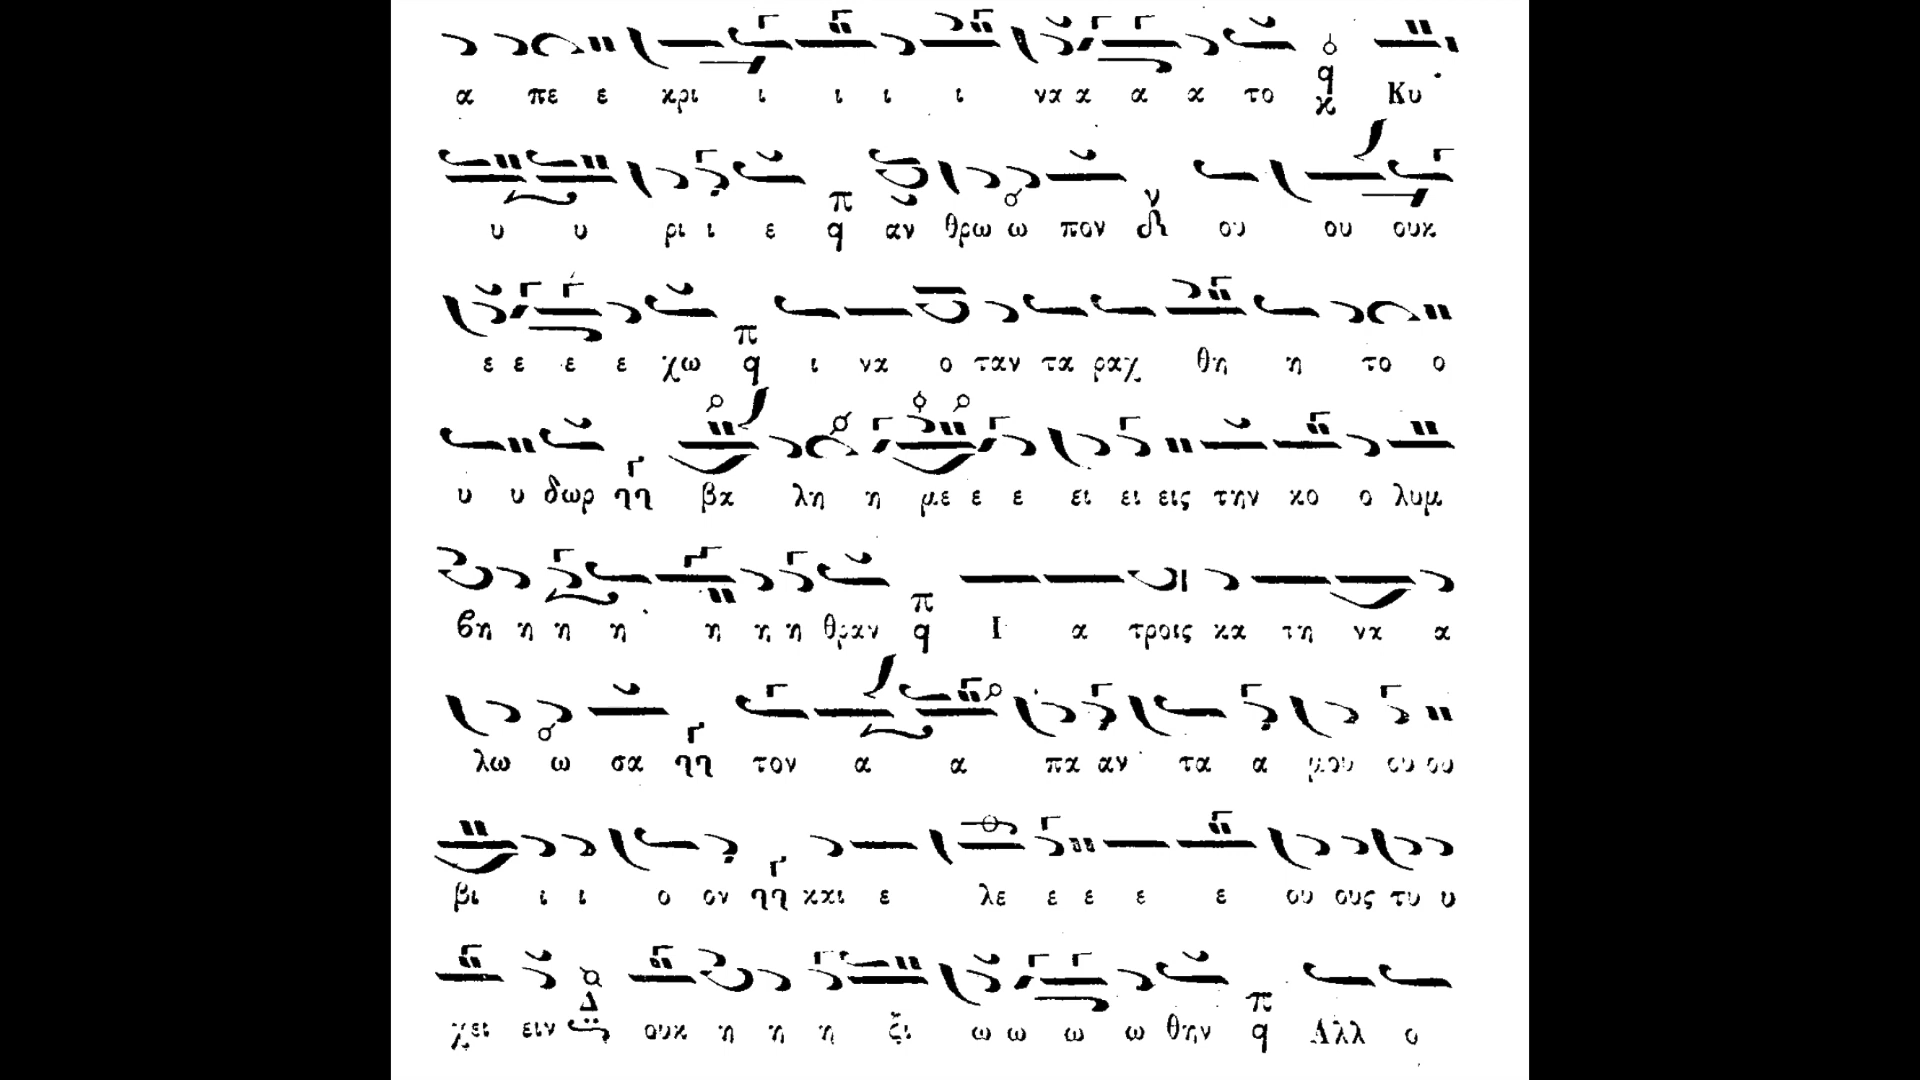 α πε ε κρι ι ι ι ι να α α α το Κυ
υ υ ρι ι ε αν θρω ω πον ου ου ουκ
ε ε ε ε χω ι να ο ταν τα ραχ θη η το ο
υ υ δωρ βα λη η με ε ε ει ει εις την κο ο λυμ
βη η η η η η η θραν Ι α τροις κα τη να α
λω ω σα τον α α πα αν τα α μου ου ου
βι ι ι ο ον και ε λε ε ε ε ε ου ους τυ υ
χει ειν ουκ η η η ξι ω ω ω ω θην Αλλ ο